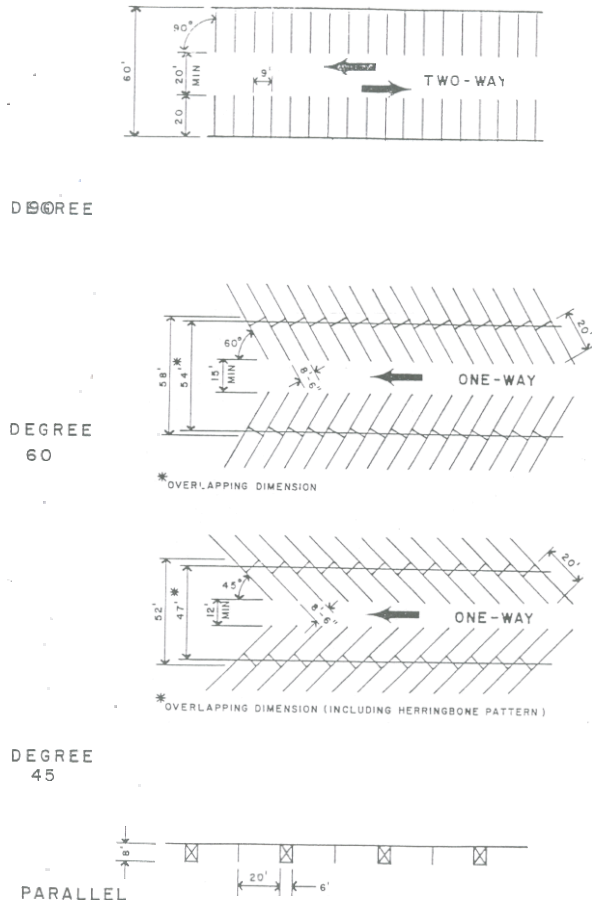 90°
60'
20'
MIN
9'
TWO-WAY
20
90
DEGREE
60°
58'
54'*
15'
MIN
8'-6"
20'
ONE-WAY
DEGREE
60
*OVERLAPPING DIMENSION
45°
52'
47'*
12'
MIN
8'-6"
20'
ONE-WAY
*OVERLAPPING DIMENSION (INCLUDING HERRINGBONE PATTERN)
DEGREE
45
8'
20'
6'
PARALLEL